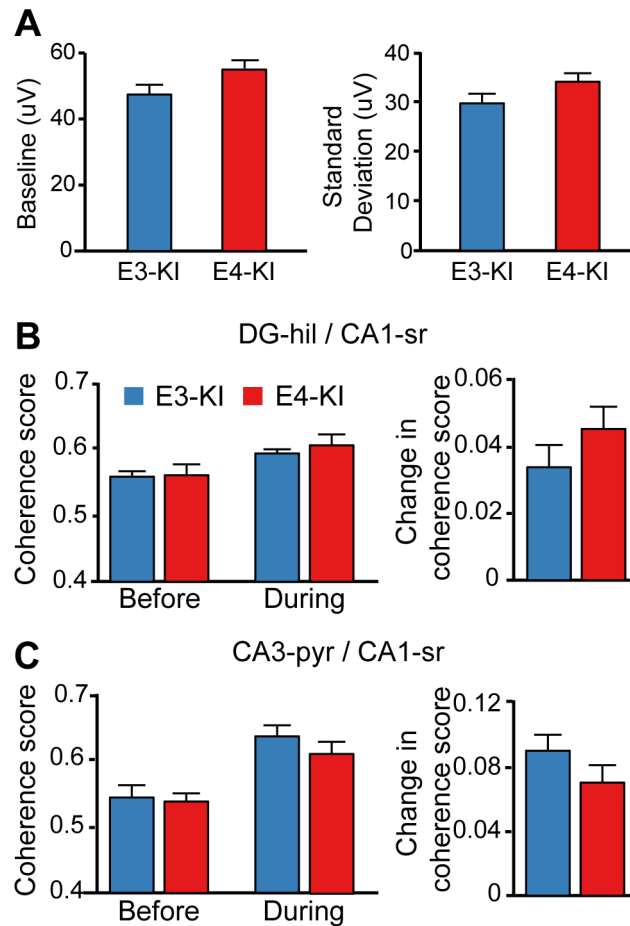 A
Baseline (uV)
60
40
20
0
E3-KI E4-KI
Standard
Deviation (uV)
40
30
20
10
0
E3-KI E4-KI
B
DG-hil / CA1-sr
Coherence score
0.7
0.6
0.5
0.4
E3-KI E4-KI
Before During
Change in
coherence score
0.06
0.04
0.02
0
C
CA3-pyr / CA1-sr
Coherence score
0.7
0.6
0.5
0.4
Before During
Change in
coherence score
0.12
0.08
0.04
0